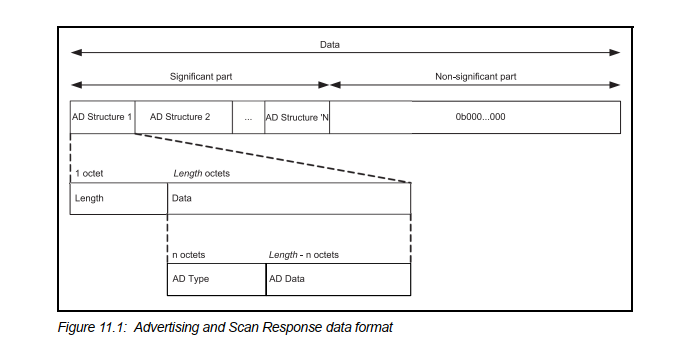 Data
Significant part Non-significant part
AD Structure 1 AD Structure 2 ... AD Structure 'N 0b000...000
1 octet Length octets
Length Data
n octets Length - n octets
AD Type AD Data
Figure 11.1: Advertising and Scan Response data format